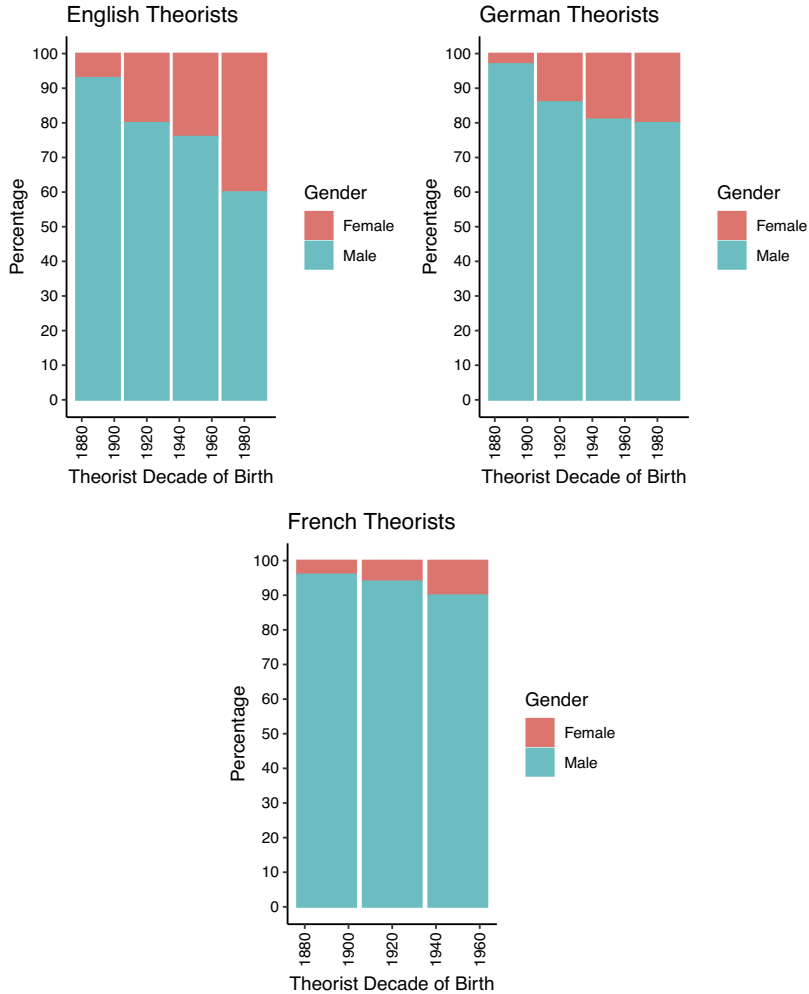 English Theorists
100
90
80
70
60
50
40
30
20
10
0
Percentage
1880
1900
1920
1940
1960
1980
Theorist Decade of Birth
Gender
Female
Male
German Theorists
100
90
80
70
60
50
40
30
20
10
0
Percentage
1880
1900
1920
1940
1960
1980
Theorist Decade of Birth
Gender
Female
Male
French Theorists
100
90
80
70
60
50
40
30
20
10
0
Percentage
1880
1900
1920
1940
1960
Theorist Decade of Birth
Gender
Female
Male